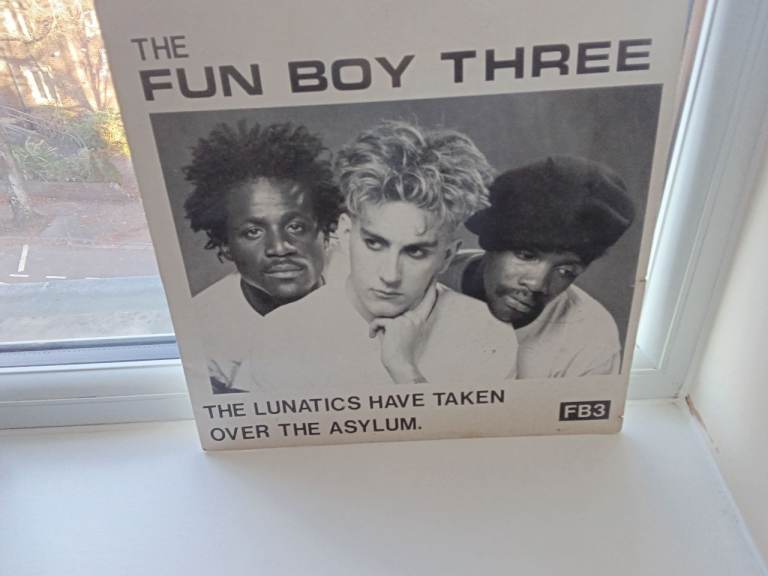 THE
FUN BOY THREE
THE LUNATICS HAVE TAKEN
OVER THE ASYLUM.
FB3